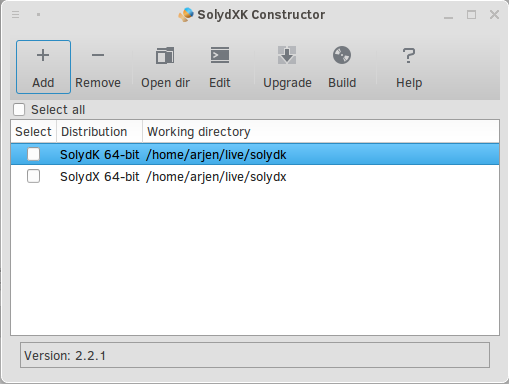 SolydXK Constructor
Add Remove Open dir Edit Upgrade Build Help
Select all
Select Distribution Working directory
SolydK 64-bit /home/arjen/live/solydk
SolydX 64-bit /home/arjen/live/solydx
Version: 2.2.1